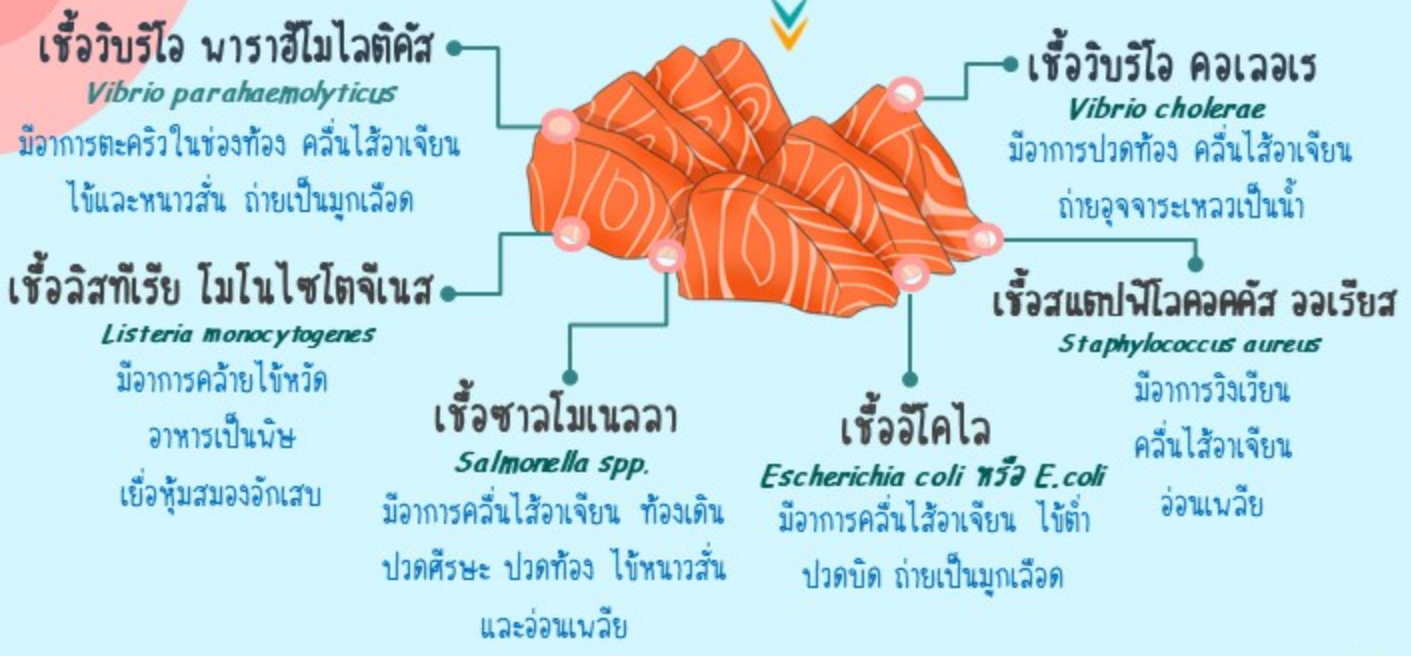 เชื้อวิบริโอ พาราฮีโมไลติคัส
Vibrio parahaemolyticus
มีอาการตะคริวในช่องท้อง คลื่นไส้อาเจียน
ไข้และหนาวสั่น ถ่ายเป็นมูกเลือด
เชื้อวิบริโอ คอเลอเร
Vibrio cholerae
มีอาการปวดท้อง คลื่นไส้อาเจียน
ถ่ายอุจจาระเหลวเป็นน้ำ
เชื้อลิสทีเรีย โมโนไซโตจีเนส
Listeria monocytogenes
มีอาการคล้ายไข้หวัด
อาหารเป็นพิษ
เยื่อหุ้มสมองอักเสบ
เชื้อซาลโมเนลลา
Salmonella spp.
มีอาการคลื่นไส้อาเจียน ท้องเดิน
ปวดศีรษะ ปวดท้อง ไข้หนาวสั่น
และอ่อนเพลีย
เชื้ออีโคไล
Escherichia coli หรือ E.coli
มีอาการคลื่นไส้อาเจียน ไข้ต่ำ
ปวดบิด ถ่ายเป็นมูกเลือด
เชื้อสแตปฟิโลคอคคัส ออเรียส
Staphylococcus aureus
มีอาการวิงเวียน
คลื่นไส้อาเจียน
อ่อนเพลีย